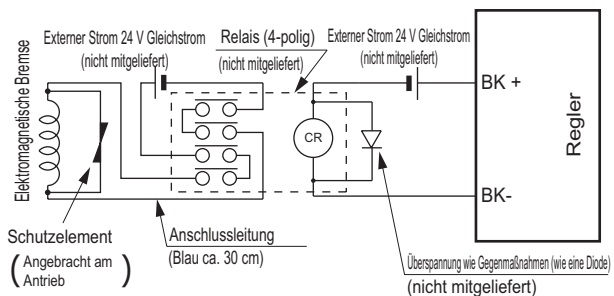 Externer Strom 24 V Gleichstrom
(nicht mitgeliefert)
Relais (4-polig)
(nicht mitgeliefert)
Externer Strom 24 V Gleichstrom
(nicht mitgeliefert)
Elektromagnetische Bremse
CR
BK +
BK-
Regler
Schutzelement
(Angebracht am
Antrieb)
Anschlussleitung
(Blau ca. 30 cm)
Überspannung wie Gegenmaßnahmen (wie eine Diode)
(nicht mitgeliefert)